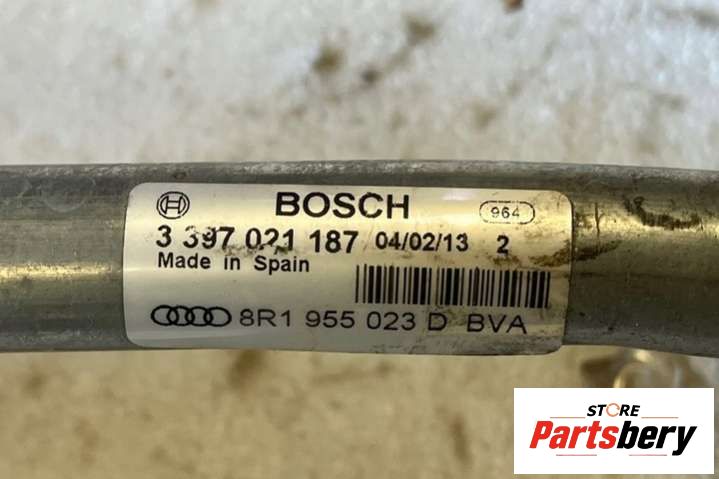 BOSCH 964
3 397 021 187 04/02/13 2
Made in Spain
8R1 955 023 D BVA
STORE
Partsbery